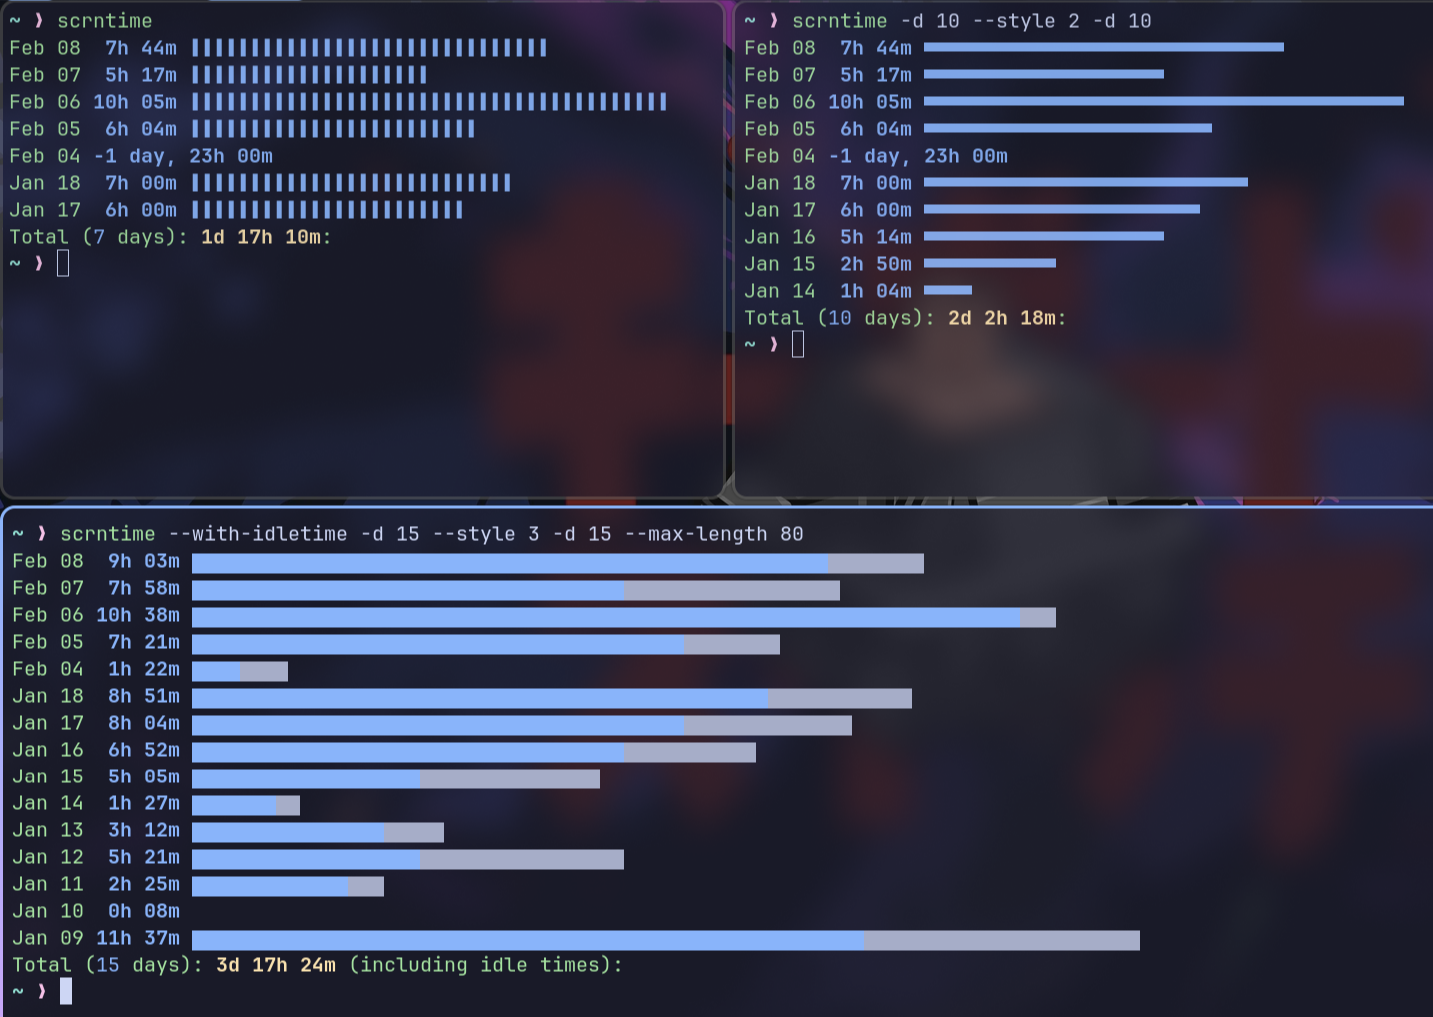 ~ ❱ scrntime
Feb 08  7h 44m
Feb 07  5h 17m
Feb 06 10h 05m
Feb 05  6h 04m
Feb 04 -1 day, 23h 00m
Jan 18  7h 00m
Jan 17  6h 00m
Total (7 days): 1d 17h 10m:
~ ❱
~ ❱ scrntime -d 10 --style 2 -d 10
Feb 08  7h 44m
Feb 07  5h 17m
Feb 06 10h 05m
Feb 05  6h 04m
Feb 04 -1 day, 23h 00m
Jan 18  7h 00m
Jan 17  6h 00m
Jan 16  5h 14m
Jan 15  2h 50m
Jan 14  1h 04m
Total (10 days): 2d 2h 18m:
~ ❱
~ ❱ scrntime --with-idletime -d 15 --style 3 -d 15 --max-length 80
Feb 08  9h 03m
Feb 07  7h 58m
Feb 06 10h 38m
Feb 05  7h 21m
Feb 04  1h 22m
Jan 18  8h 51m
Jan 17  8h 04m
Jan 16  6h 52m
Jan 15  5h 05m
Jan 14  1h 27m
Jan 13  3h 12m
Jan 12  5h 21m
Jan 11  2h 25m
Jan 10  0h 08m
Jan 09 11h 37m
Total (15 days): 3d 17h 24m (including idle times):
~ ❱